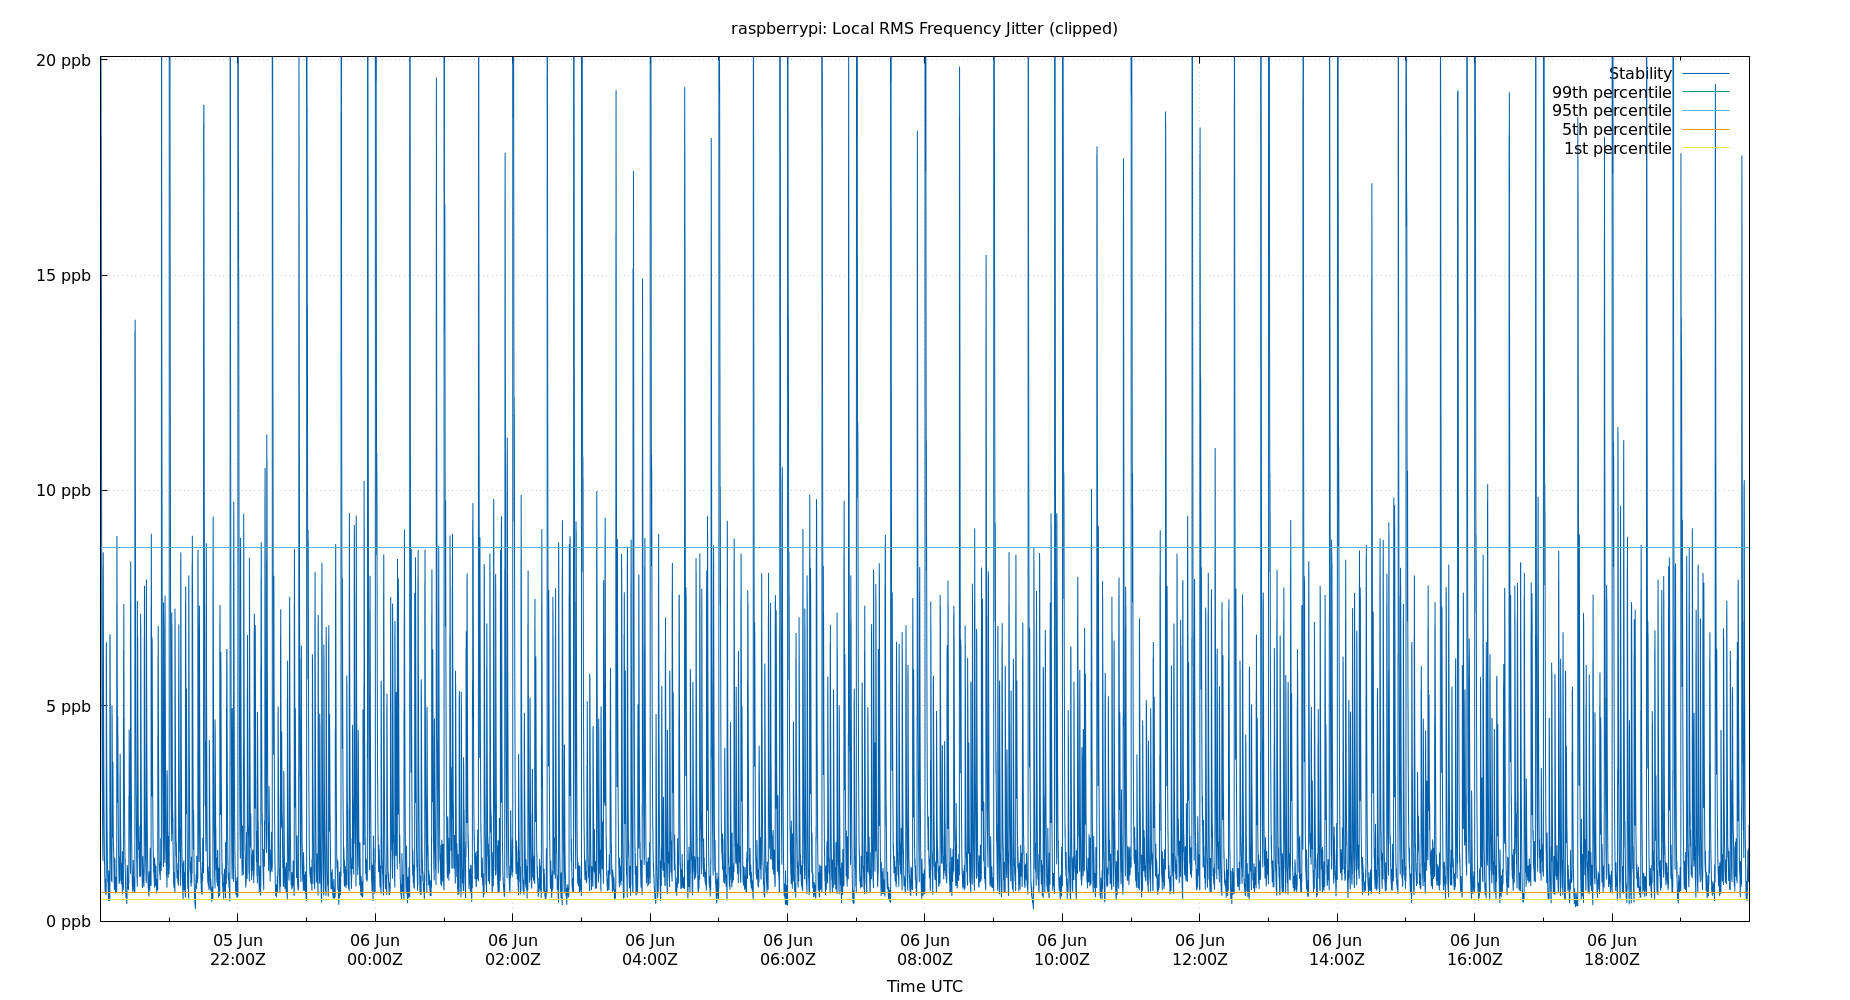 raspberrypi: Local RMS Frequency Jitter (clipped)
20 ppb
15 ppb
10 ppb
5 ppb
0 ppb
Stability
99th percentile
95th percentile
5th percentile
1st percentile
05 Jun 06 Jun 06 Jun 06 Jun 06 Jun 06 Jun 06 Jun 06 Jun 06 Jun 06 Jun 06 Jun
22:00Z 00:00Z 02:00Z 04:00Z 06:00Z 08:00Z 10:00Z 12:00Z 14:00Z 16:00Z 18:00Z
Time UTC